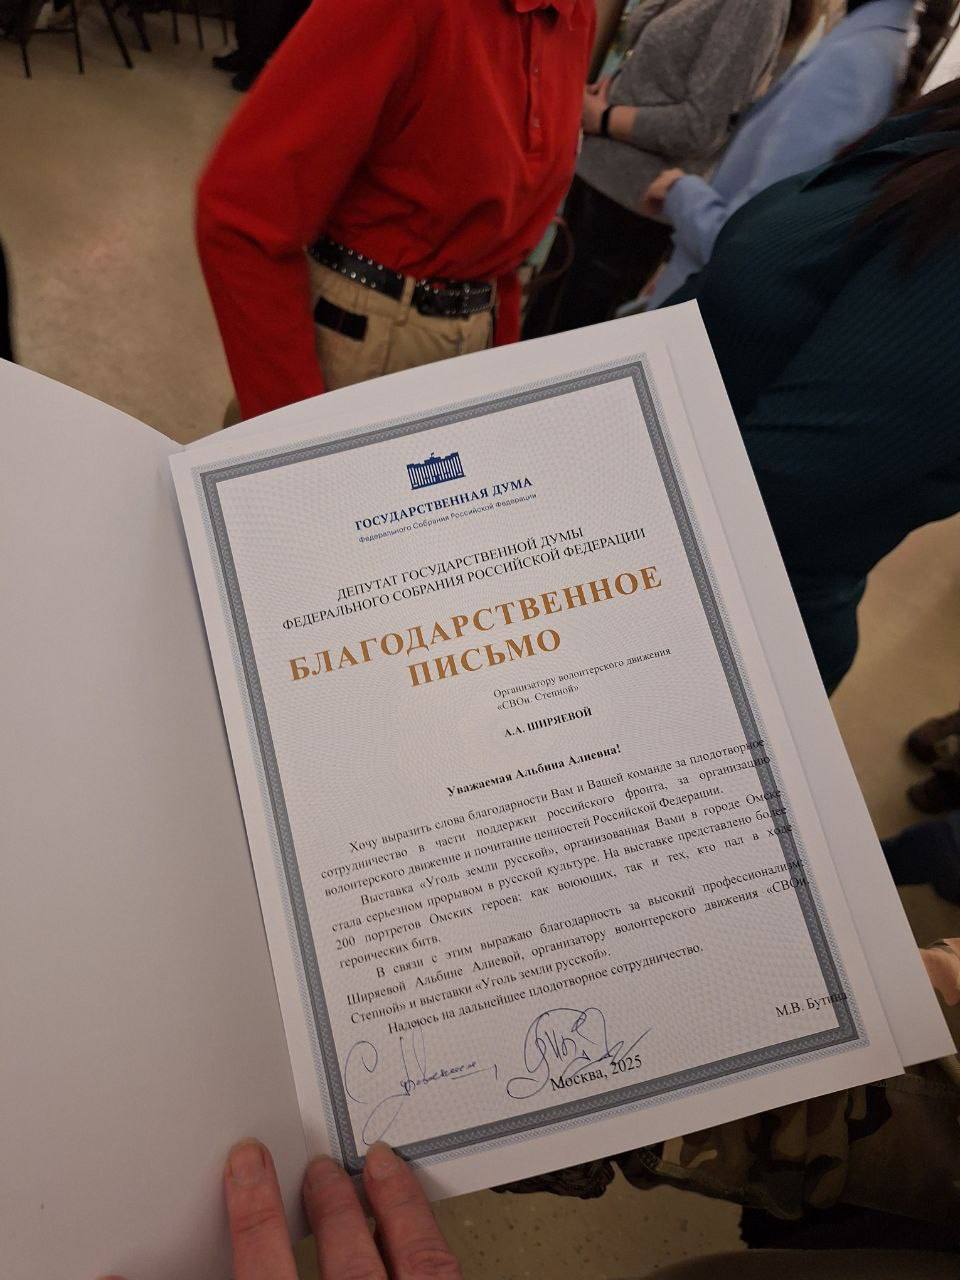 ГОСУДАРСТВЕННАЯ ДУМА
Федерального Собрания Российской Федерации
ДЕПУТАТ ГОСУДАРСТВЕННОЙ ДУМЫ
ФЕДЕРАЛЬНОГО СОБРАНИЯ РОССИЙСКОЙ ФЕДЕРАЦИИ
БЛАГОДАРСТВЕННОЕ
ПИСЬМО
Организатору волонтерского движения
«СВОи. Степной»
А.А. ШИРЯЕВОЙ
Уважаемая Альбина Алиевна!
Хочу выразить слова благодарности Вам и Вашей команде за плодотворное
сотрудничество в части поддержки российского фронта, за организацию
волонтерского движение и почитание ценностей Российской Федерации.
Выставка «Уголь земли русской», организованная Вами в городе Омске
стала серьезном прорывом в русской культуре. На выставке представлено более
200 портретов Омских героев: как воюющих, так и тех, кто пал в ходе
героических битв.
В связи с этим выражаю благодарность за высокий профессионализм:
Ширяевой Альбине Алиевой, организатору волонтерского движения «СВОи.
Степной» и выставки «Уголь земли русской».
Надеюсь на дальнейшее плодотворное сотрудничество.
М.В. Бутина
Москва, 2025